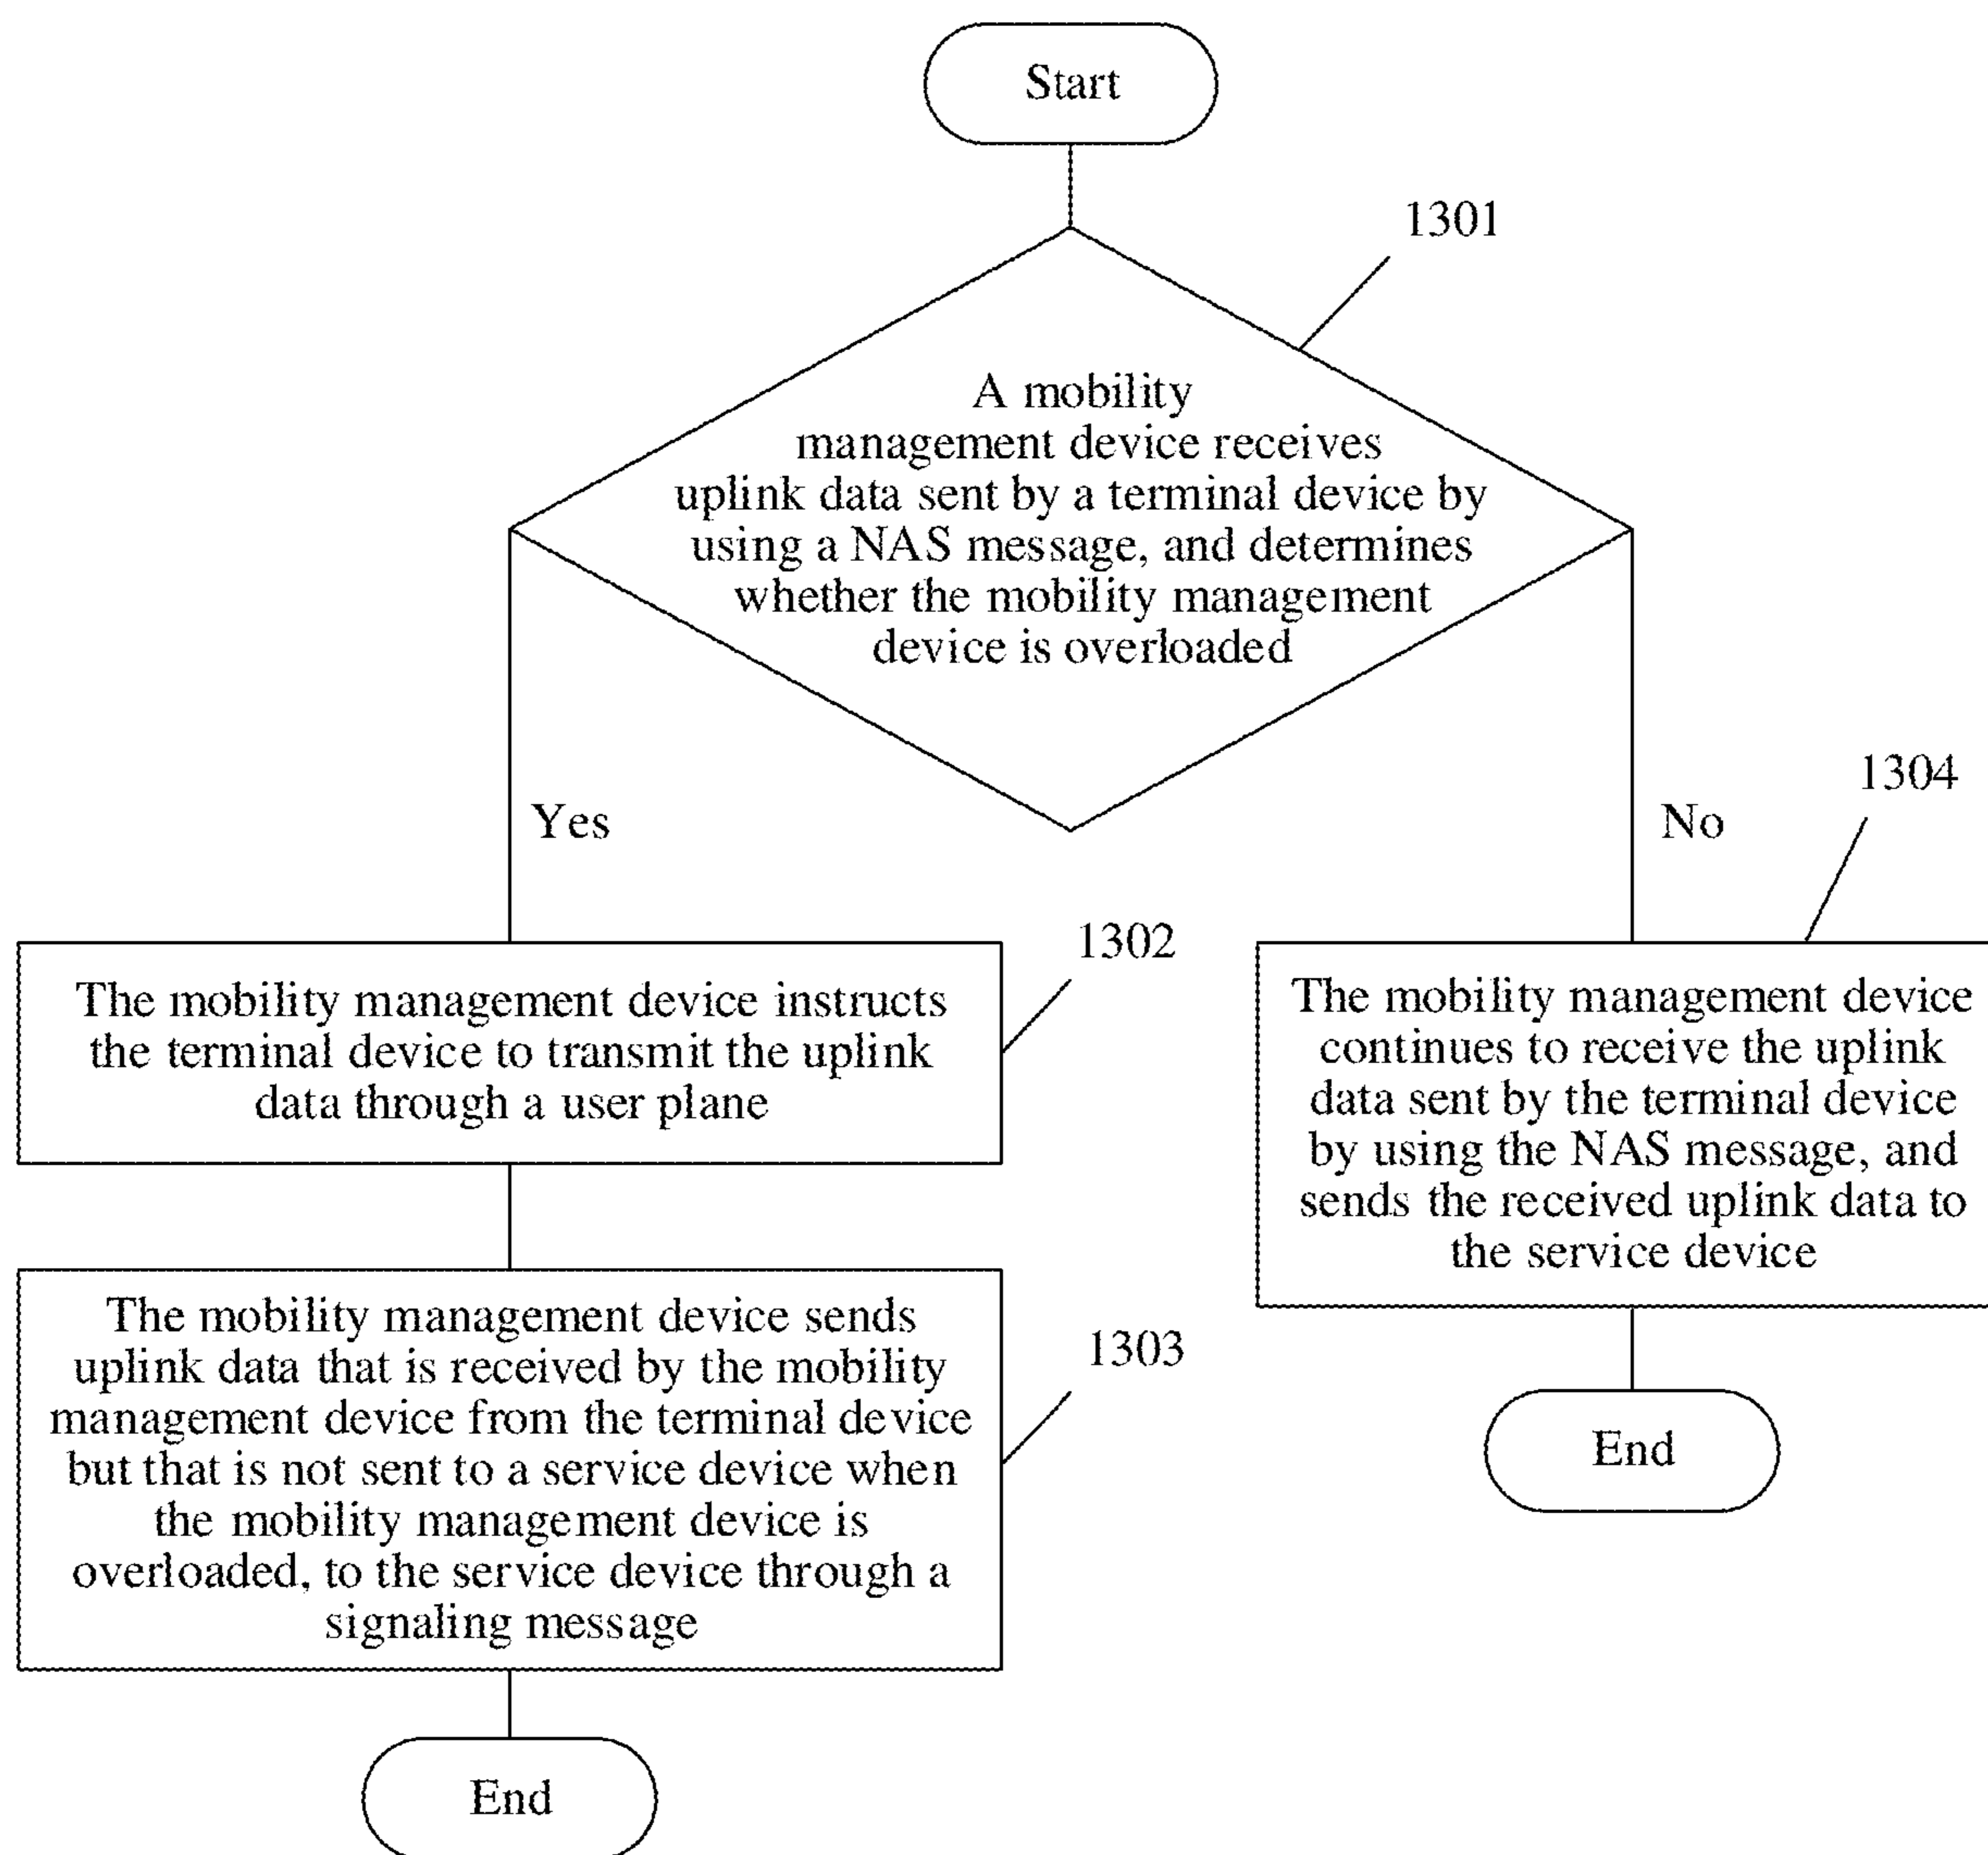 Start
1301
A mobility
management device receives
uplink data sent by a terminal device by
using a NAS message, and determines
whether the mobility management
device is overloaded
Yes
No
1304
1302
The mobility management device instructs
the terminal device to transmit the uplink
data through a user plane
The mobility management device
continues to receive the uplink
data sent by the terminal device
by using the NAS message, and
sends the received uplink data to
the service device
1303
The mobility management device sends
uplink data that is received by the mobility
management device from the terminal device
but that is not sent to a service device when
the mobility management device is
overloaded, to the service device through a
signaling message
End
End